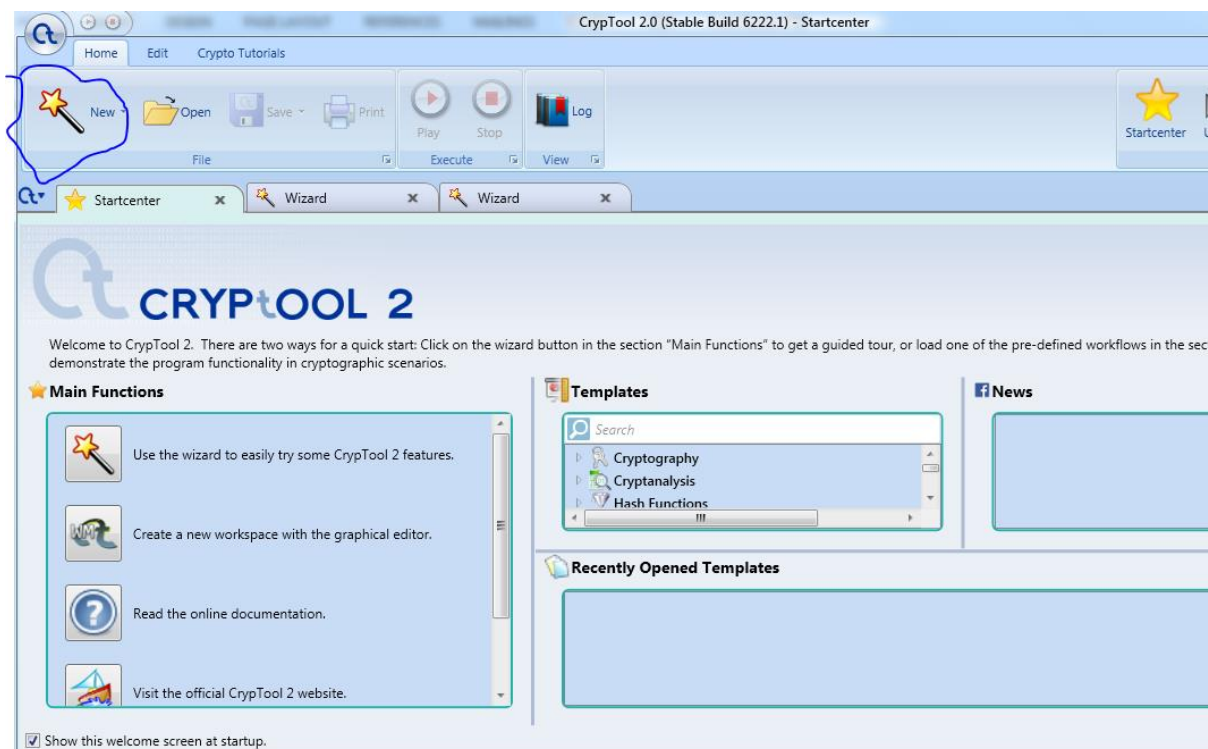 CrypTool 2.0 (Stable Build 6222.1) - Startcenter
Home Edit Crypto Tutorials
New Open Save Print Play Stop Log Startcenter
File Execute View
Startcenter Wizard Wizard
CRYPTOOL 2
Welcome to CrypTool 2. There are two ways for a quick start: Click on the wizard button in the section "Main Functions" to get a guided tour, or load one of the pre-defined workflows in the
demonstrate the program functionality in cryptographic scenarios.
Main Functions
Use the wizard to easily try some CrypTool 2 features.
Create a new workspace with the graphical editor.
Read the online documentation.
Visit the official CrypTool 2 website.
Templates
Search
Cryptography
Cryptanalysis
Hash Functions
News
Recently Opened Templates
Show this welcome screen at startup.